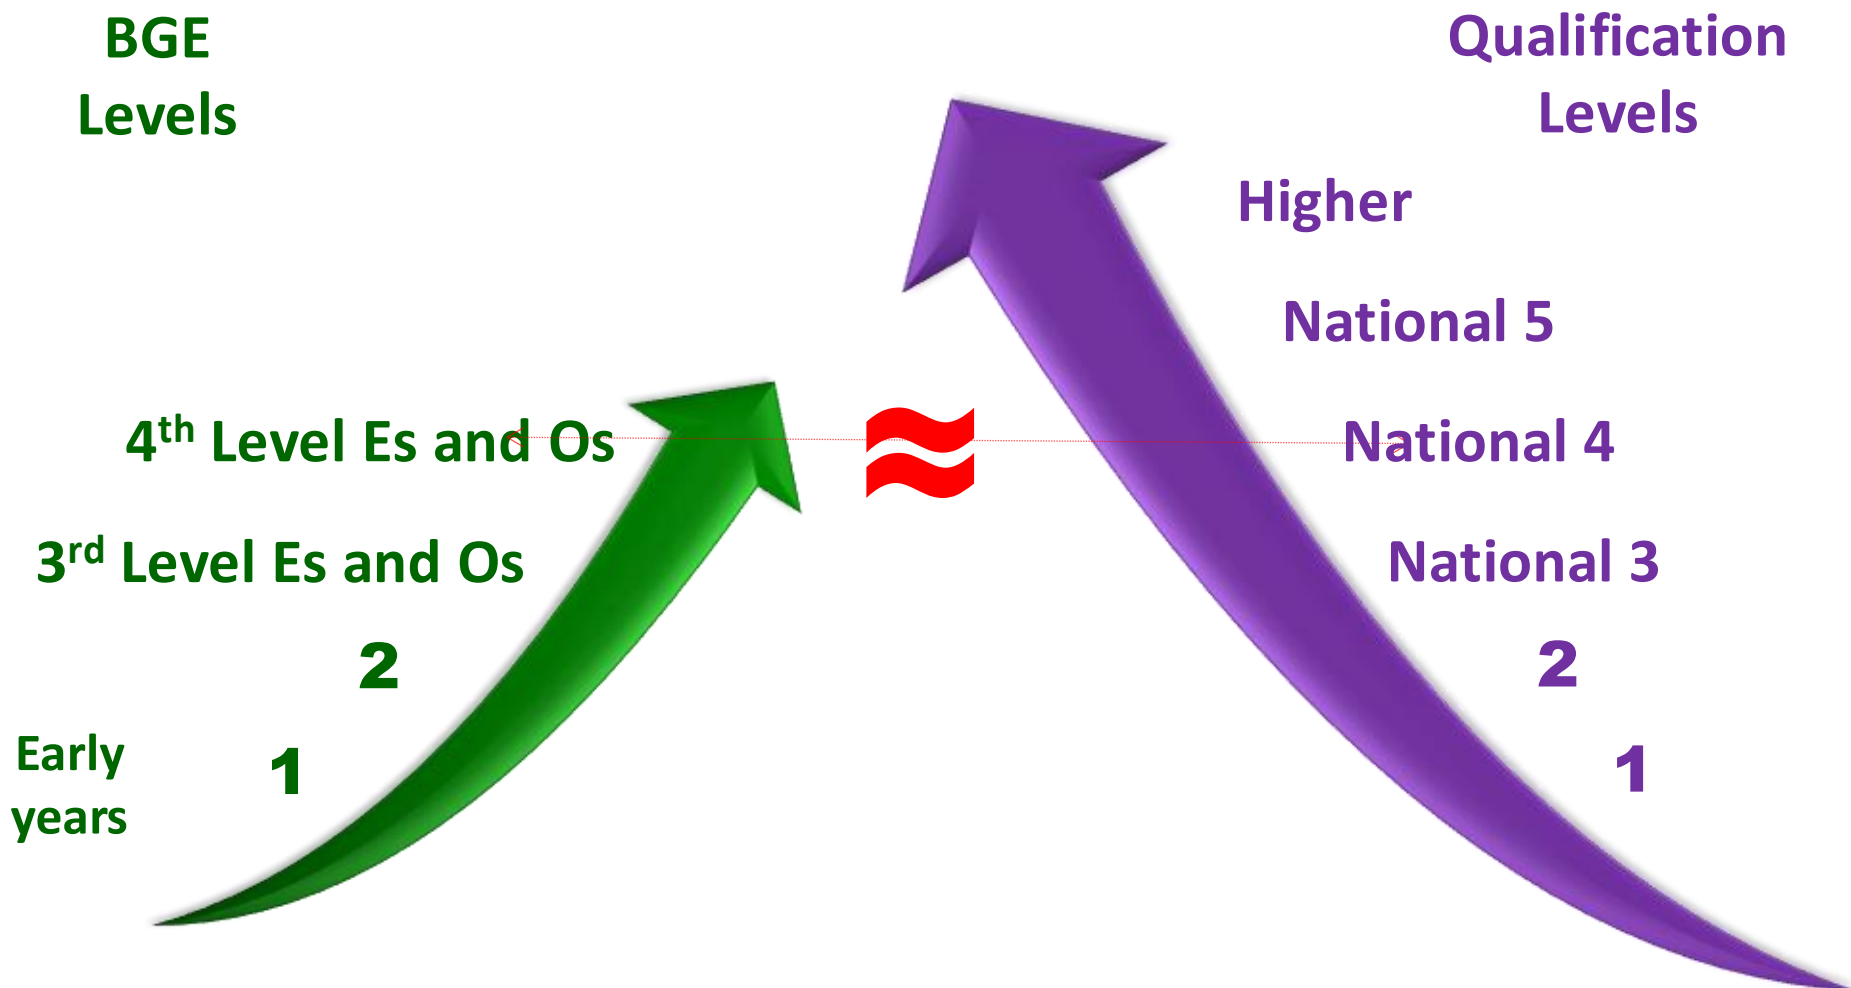 BGE
Levels
4th Level Es and Os
3rd Level Es and Os
2
1
Early
years
≈
Qualification
Levels
Higher
National 5
National 4
National 3
2
1